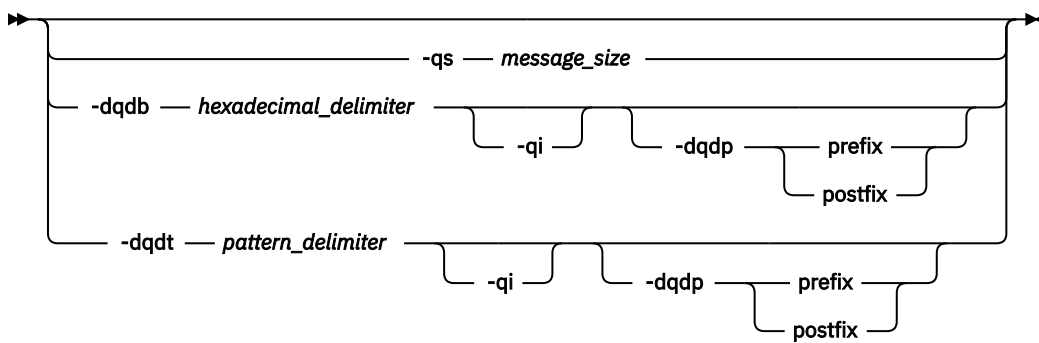 -qs message_size
-dqdb hexadecimal_delimiter
-qi -dqdp prefix
postfix
-dqdt pattern_delimiter
-qi -dqdp prefix
postfix